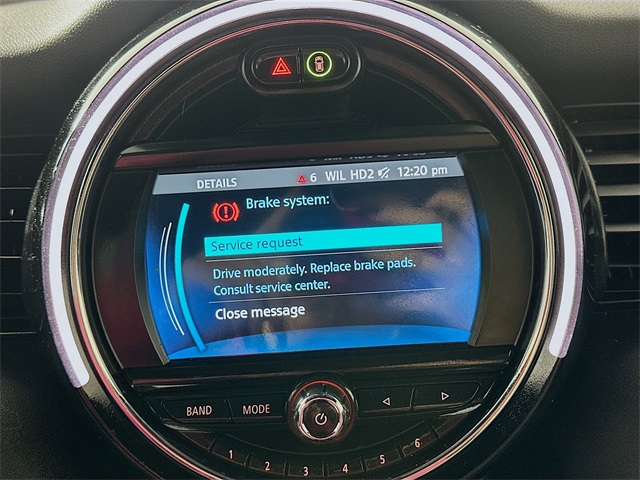 DETAILS 6 WIL HD2 12:20 pm
Brake system:
Service request
Drive moderately. Replace brake pads.
Consult service center.
Close message
BAND MODE
1 2 3 4 5 6